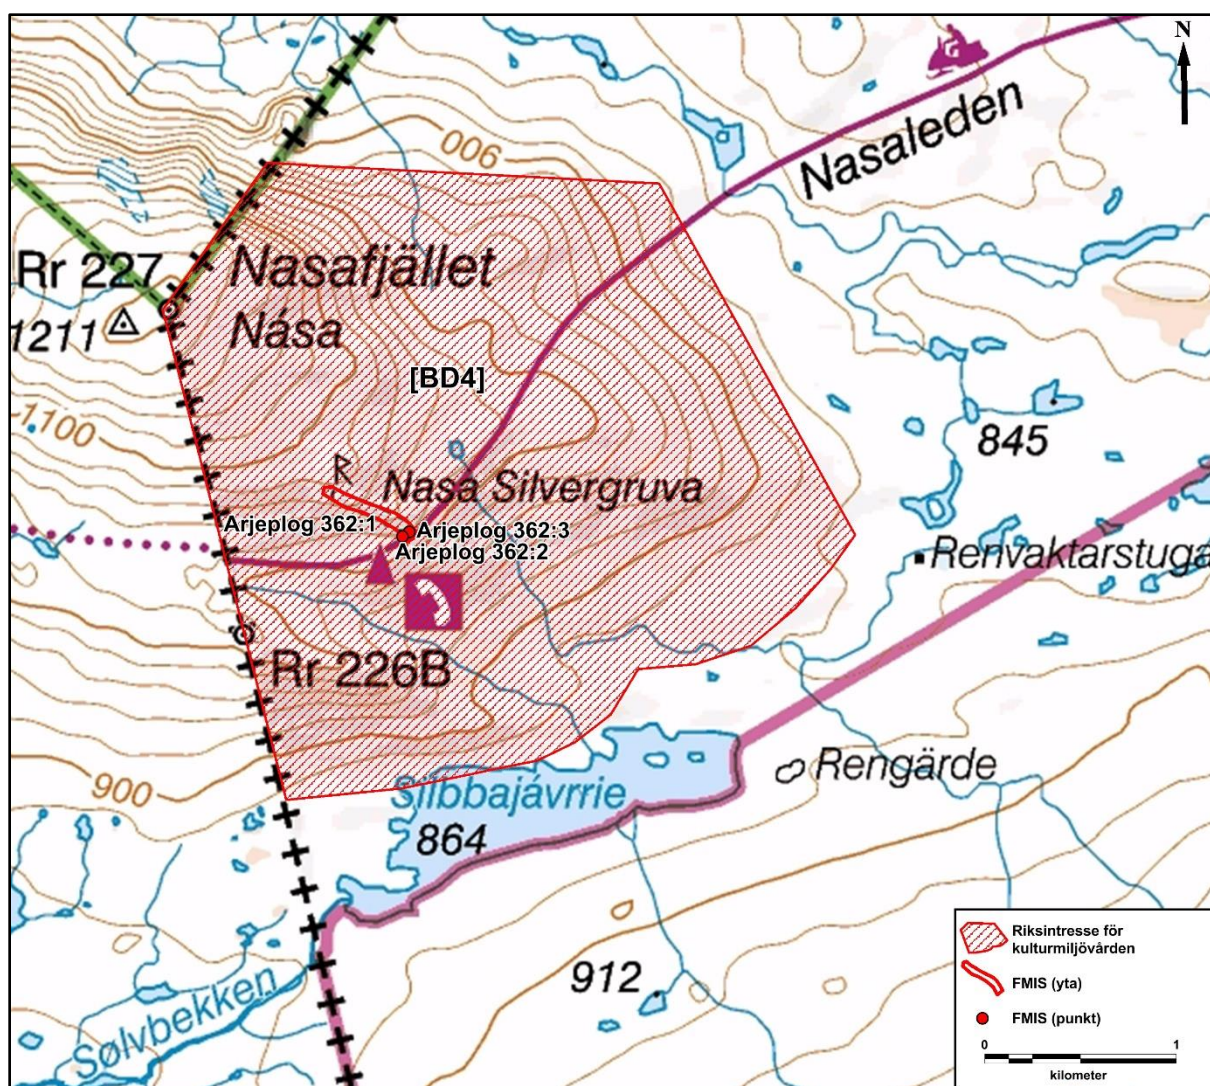 N
Nasaleden
900
Rr 227
Nasafjället
1211
Nása
[BD4]
1100
845
Nasa Silvergruva
Arjeplog 362:1
Arjeplog 362:3
Arjeplog 362:2
Renvaktarstuga
Rr 226B
Rengärde
900
Silbbajávrrie
864
912
Sølvbekken
Riksintresse för
kulturmiljövården
FMIS (yta)
FMIS (punkt)
0 1
kilometer